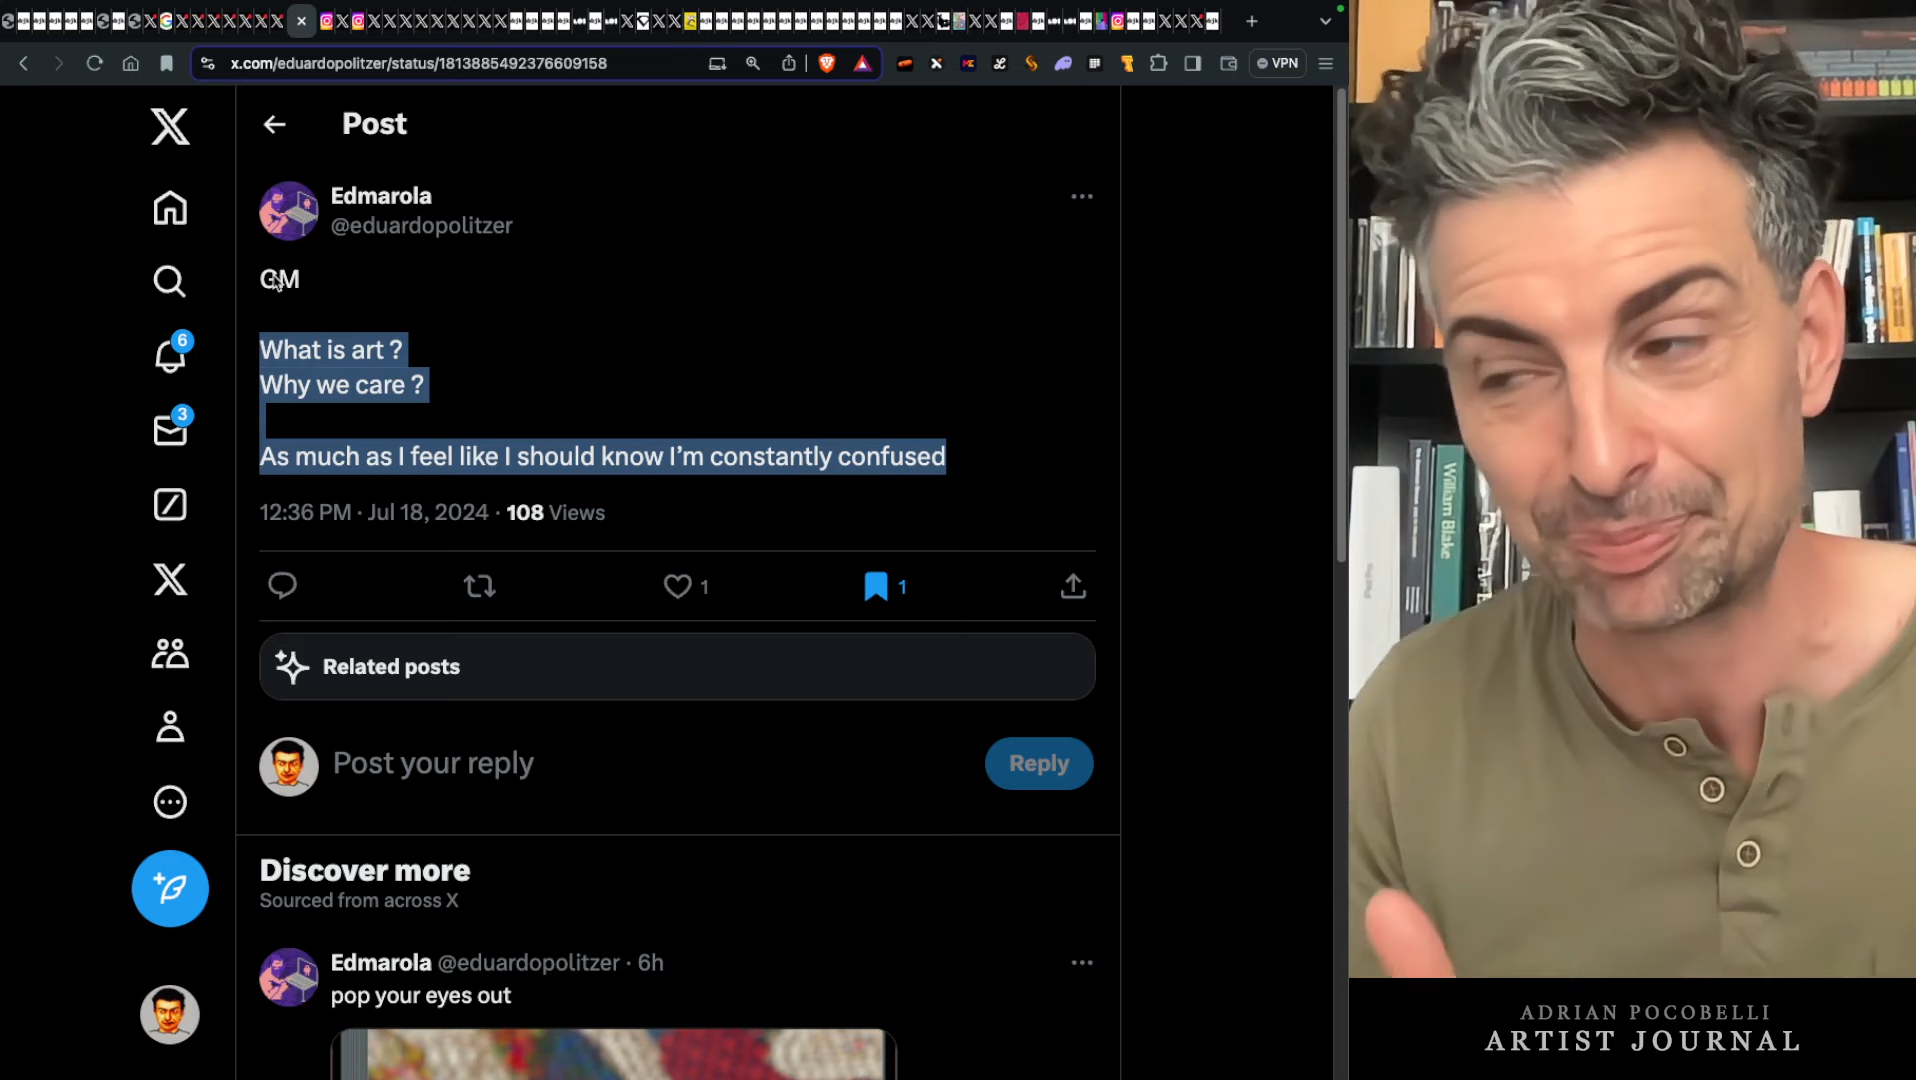 x.com/eduardopolitzer/status/1813885492376609158
VPN
Post
Edmarola
@eduardopolitzer
GM
What is art ?
Why we care ?
As much as I feel like I should know I’m constantly confused
12:36 PM · Jul 18, 2024 · 108 Views
6
3
1
1
Related posts
Post your reply
Reply
Discover more
Sourced from across X
Edmarola @eduardopolitzer · 6h
pop your eyes out
William Blake
iPad Pro
ADRIAN POCOBELLI
ARTIST JOURNAL